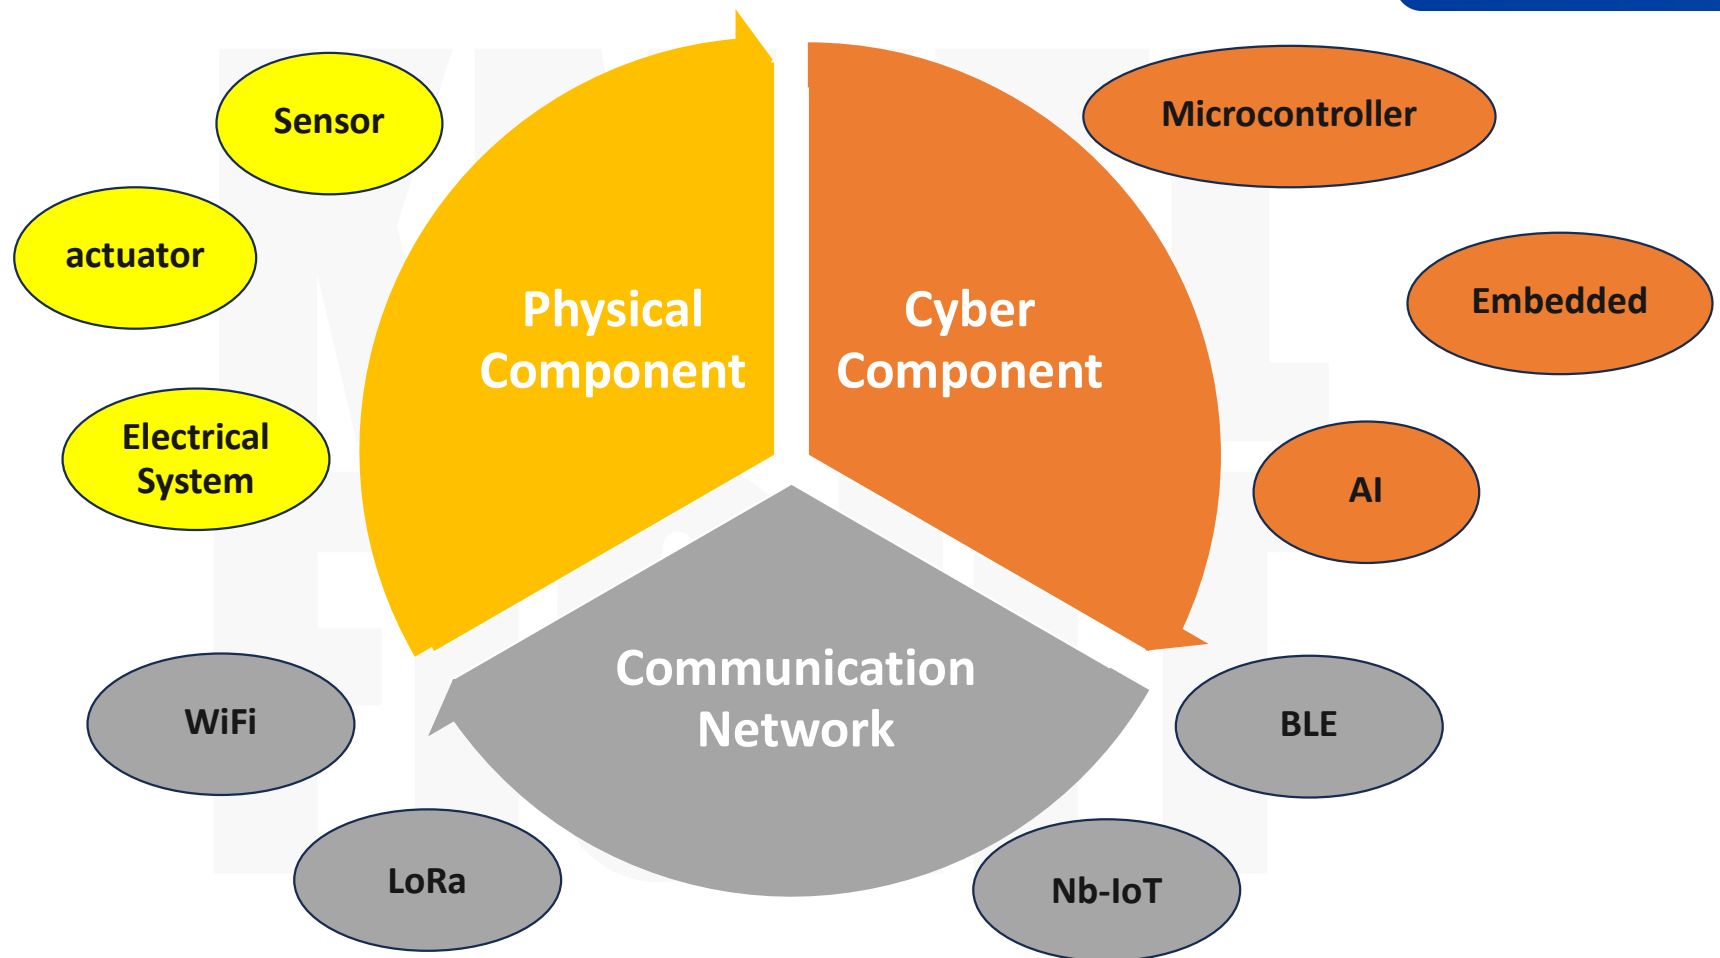 Sensor
actuator
Electrical
System
Physical
Component
Cyber
Component
Microcontroller
Embedded
AI
Communication
Network
WiFi
LoRa
Nb-IoT
BLE